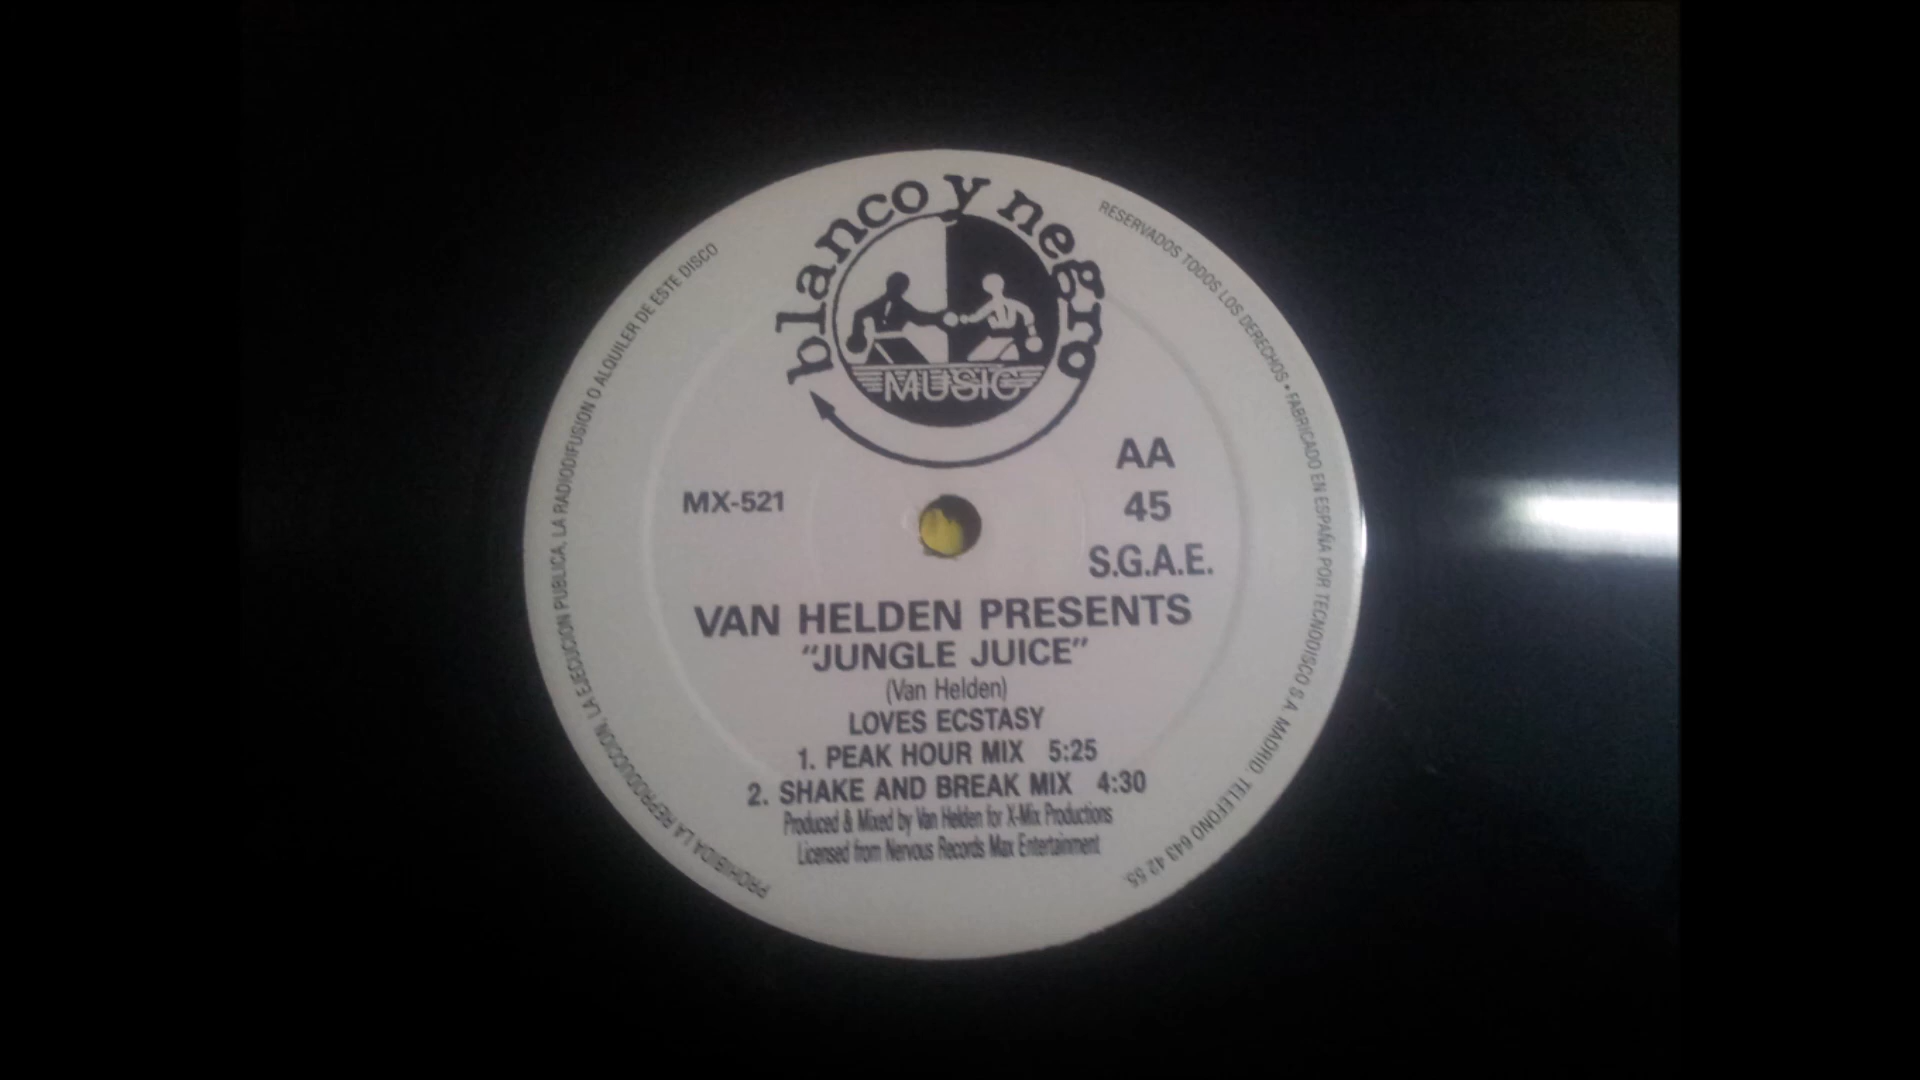 blanco y negro
MUSIC
RESERVADOS TODOS LOS DERECHOS • FABRICADO EN ESPAÑA POR TECNODISCO S.A. MADRID. TELEFONO 643 42 55.
PROHIBIDA LA REPRODUCCION, LA EJECUCION PUBLICA, LA RADIODIFUSION O ALQUILER DE ESTE DISCO
AA
MX-521
45
S.G.A.E.
VAN HELDEN PRESENTS
"JUNGLE JUICE"
(Van Helden)
LOVES ECSTASY
1. PEAK HOUR MIX 5:25
2. SHAKE AND BREAK MIX 4:30
Produced & Mixed by Van Helden for X-Mix Productions
Licensed from Nervous Records Max Entertainment